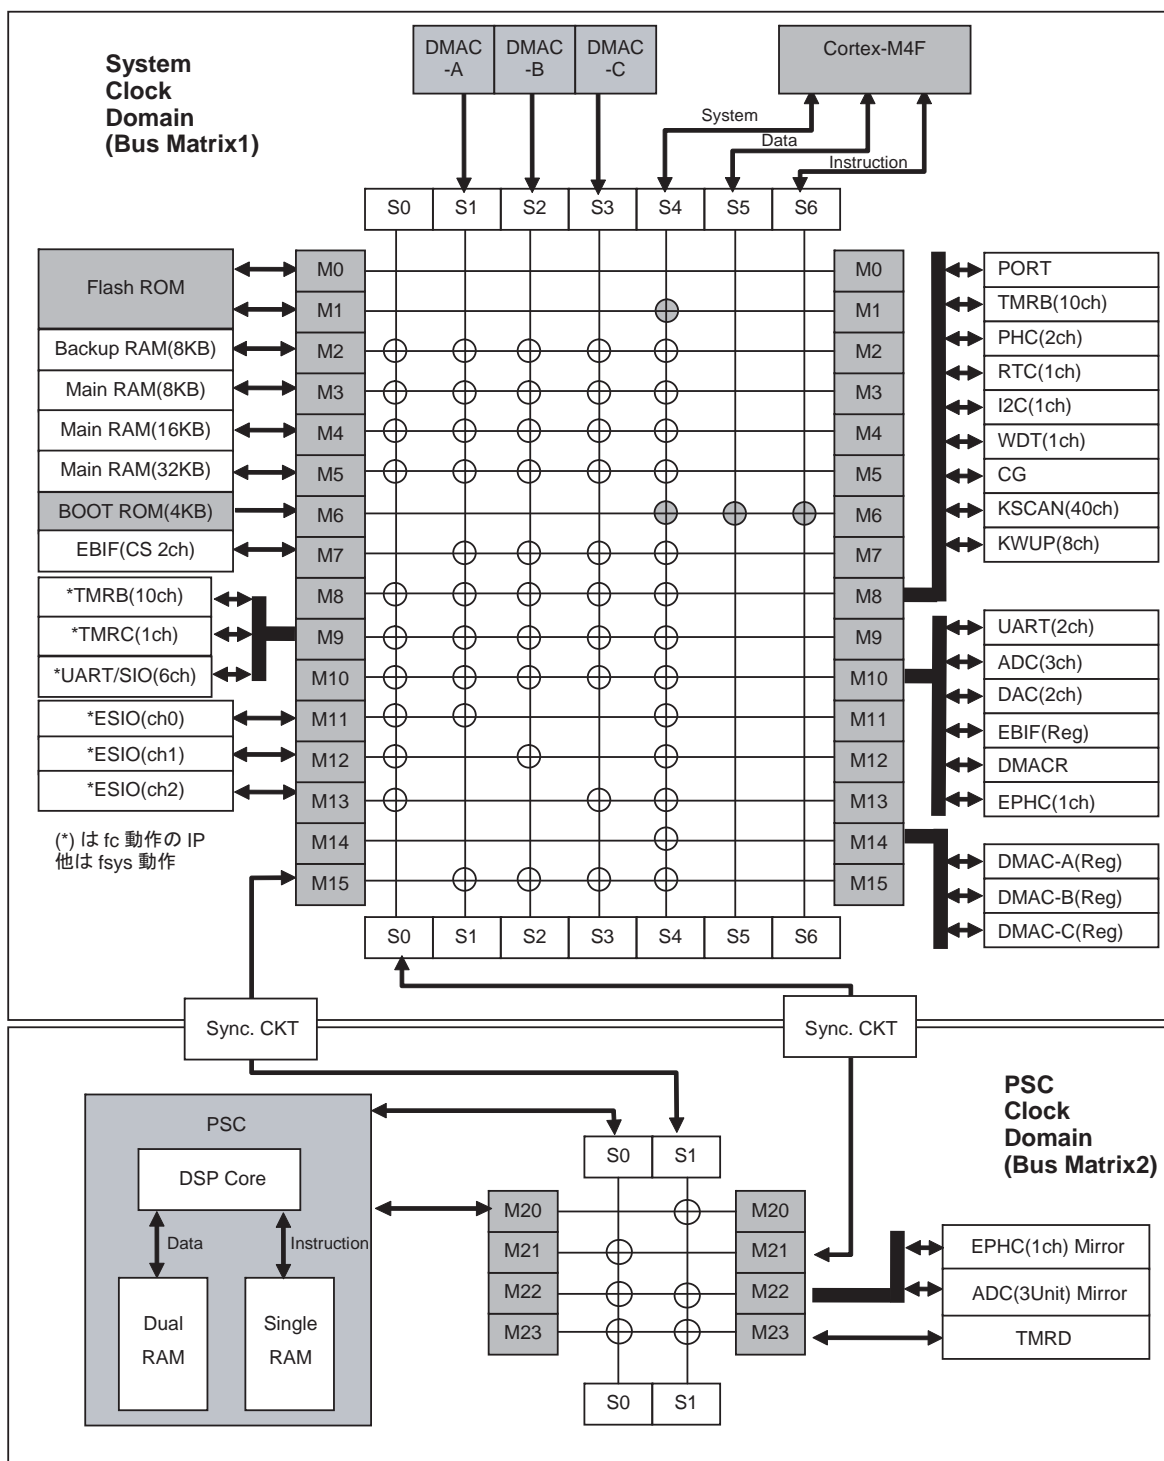 System
Clock
Domain
(Bus Matrix1)
DMAC
-A
DMAC
-B
DMAC
-C
Cortex-M4F
System
Data
Instruction
S0 S1 S2 S3 S4 S5 S6
Flash ROM
Backup RAM(8KB)
Main RAM(8KB)
Main RAM(16KB)
Main RAM(32KB)
BOOT ROM(4KB)
EBIF(CS 2ch)
*TMRB(10ch)
*TMRC(1ch)
*UART/SIO(6ch)
*ESIO(ch0)
*ESIO(ch1)
*ESIO(ch2)
(*) は fc 動作の IP
他は fsys 動作
M0
M1
M2
M3
M4
M5
M6
M7
M8
M9
M10
M11
M12
M13
M14
M15
M0
M1
M2
M3
M4
M5
M6
M7
M8
M9
M10
M11
M12
M13
M14
M15
PORT
TMRB(10ch)
PHC(2ch)
RTC(1ch)
I2C(1ch)
WDT(1ch)
CG
KSCAN(40ch)
KWUP(8ch)
UART(2ch)
ADC(3ch)
DAC(2ch)
EBIF(Reg)
DMACR
EPHC(1ch)
DMAC-A(Reg)
DMAC-B(Reg)
DMAC-C(Reg)
S0 S1 S2 S3 S4 S5 S6
Sync. CKT
Sync. CKT
PSC
Clock
Domain
(Bus Matrix2)
PSC
DSP Core
Data
Instruction
Dual
RAM
Single
RAM
S0 S1
M20
M21
M22
M23
M20
M21
M22
M23
S0 S1
EPHC(1ch) Mirror
ADC(3Unit) Mirror
TMRD